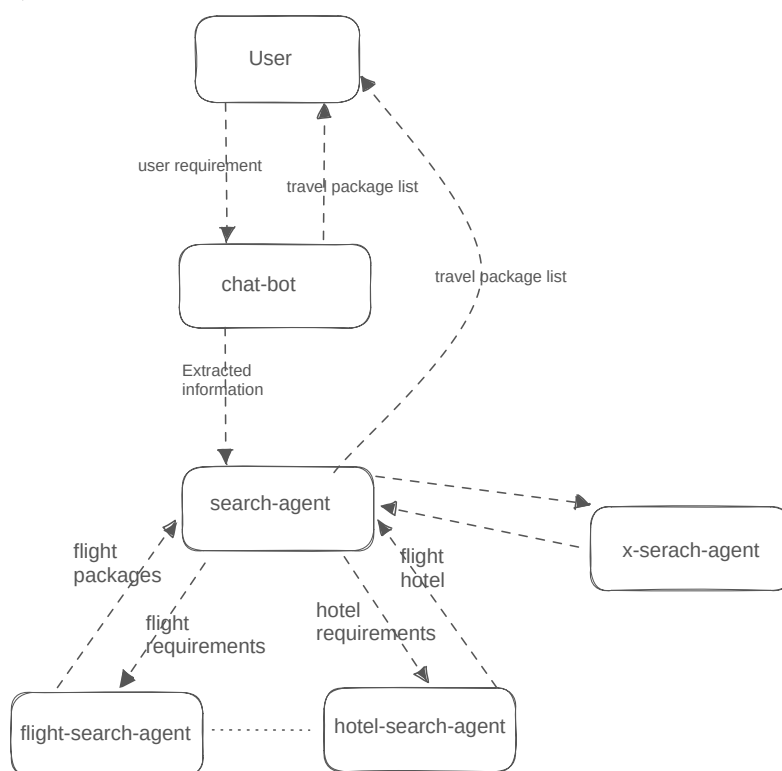 User
user requirement
travel package list
chat-bot
travel package list
Extracted
information
search-agent
x-serach-agent
flight
packages
flight
hotel
flight
requirements
hotel
requirements
flight-search-agent
hotel-search-agent